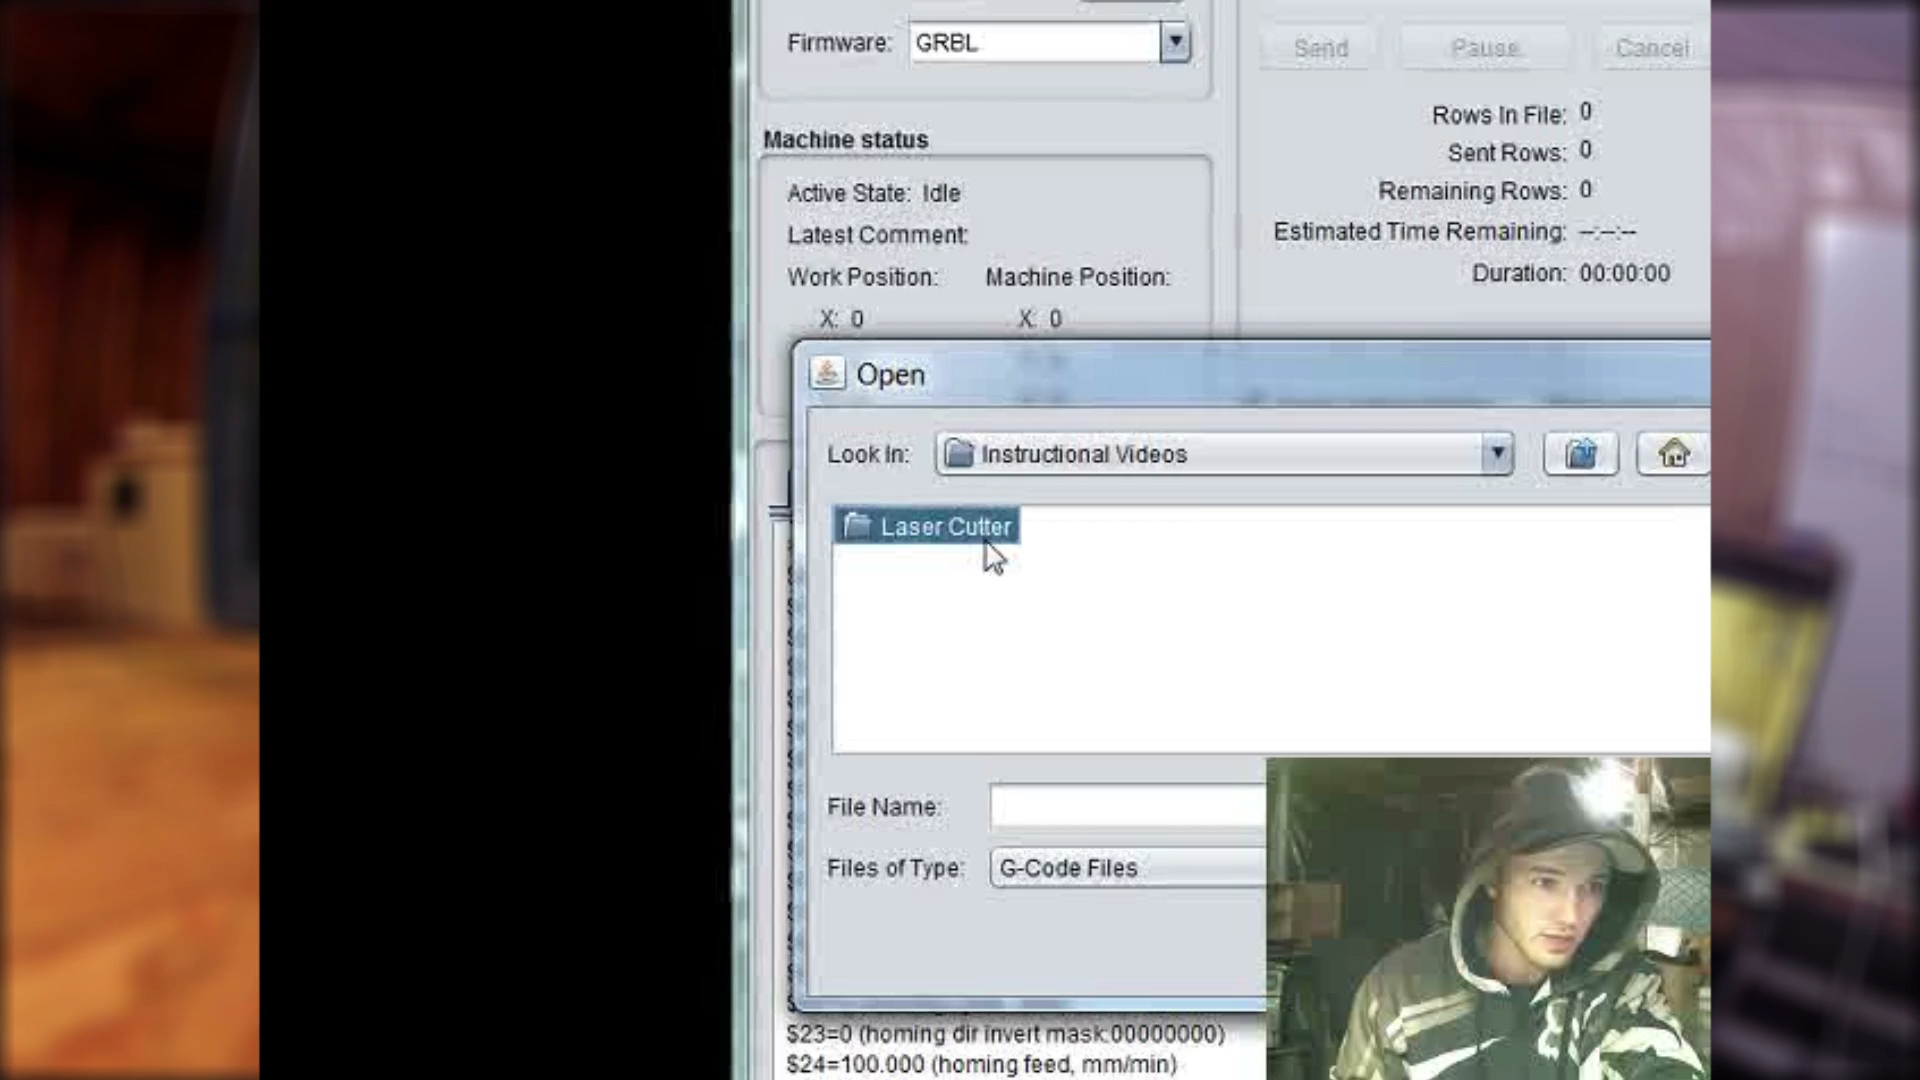 Firmware: GRBL
Send Pause Cancel
Rows In File: 0
Sent Rows: 0
Remaining Rows: 0
Estimated Time Remaining: --:--:--
Duration: 00:00:00
Machine status
Active State: Idle
Latest Comment:
Work Position: Machine Position:
X: 0 X: 0
Open
Look In: Instructional Videos
Laser Cutter
File Name:
Files of Type: G-Code Files
$23=0 (homing dir invert mask:00000000)
$24=100.000 (homing feed, mm/min)